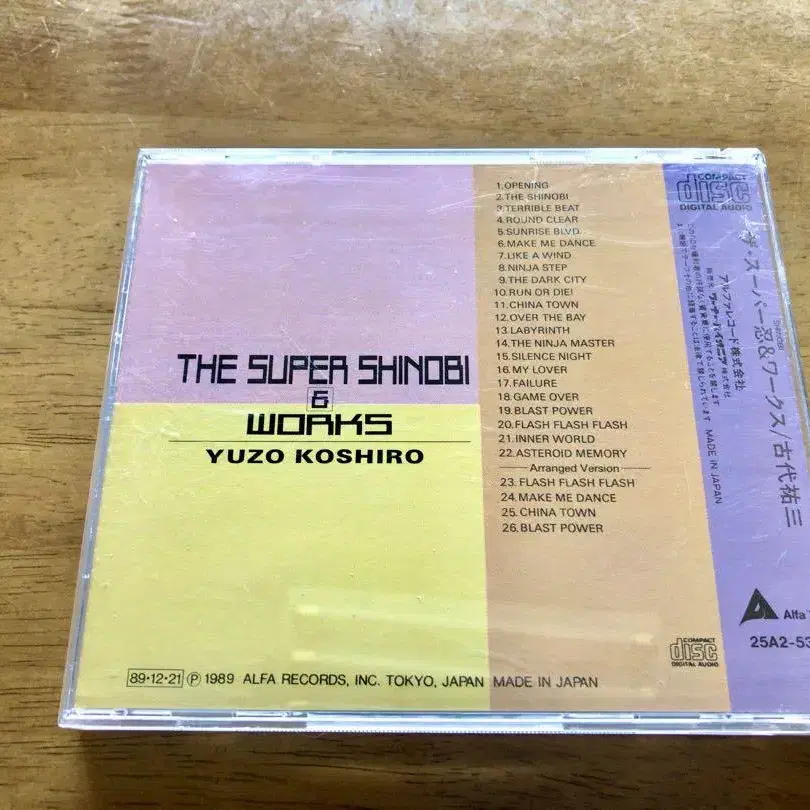 THE SUPER SHINOBI
&
WORKS
YUZO KOSHIRO
1.OPENING
2.THE SHINOBI
3.TERRIBLE BEAT
4.ROUND CLEAR
5.SUNRISE BLVD.
6.MAKE ME DANCE
7.LIKE A WIND
8.NINJA STEP
9.THE DARK CITY
10.RUN OR DIE!
11.CHINA TOWN
12.OVER THE BAY
13.LABYRINTH
14.THE NINJA MASTER
15.SILENCE NIGHT
16.MY LOVER
17.FAILURE
18.GAME OVER
19.BLAST POWER
20.FLASH FLASH FLASH
21.INNER WORLD
22.ASTEROID MEMORY
Arranged Version
23.FLASH FLASH FLASH
24.MAKE ME DANCE
25.CHINA TOWN
26.BLAST POWER
COMPACT
disc
DIGITAL AUDIO
89・12・21 Ⓟ 1989 ALFA RECORDS, INC. TOKYO, JAPAN MADE IN JAPAN
COMPACT
disc
DIGITAL AUDIO
ザ・スーパー忍&ワークス/古代祐三
アルファレコード株式会社
MADE IN JAPAN
Alfa
25A2-53